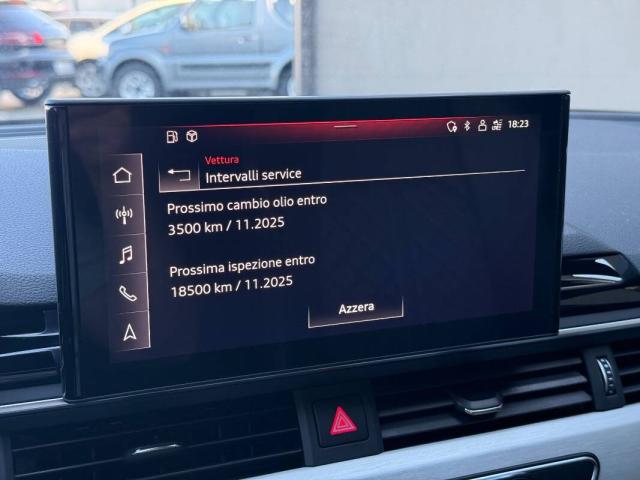 18:23
Vettura
Intervalli service
Prossimo cambio olio entro
3500 km / 11.2025
Prossima ispezione entro
18500 km / 11.2025
Azzera